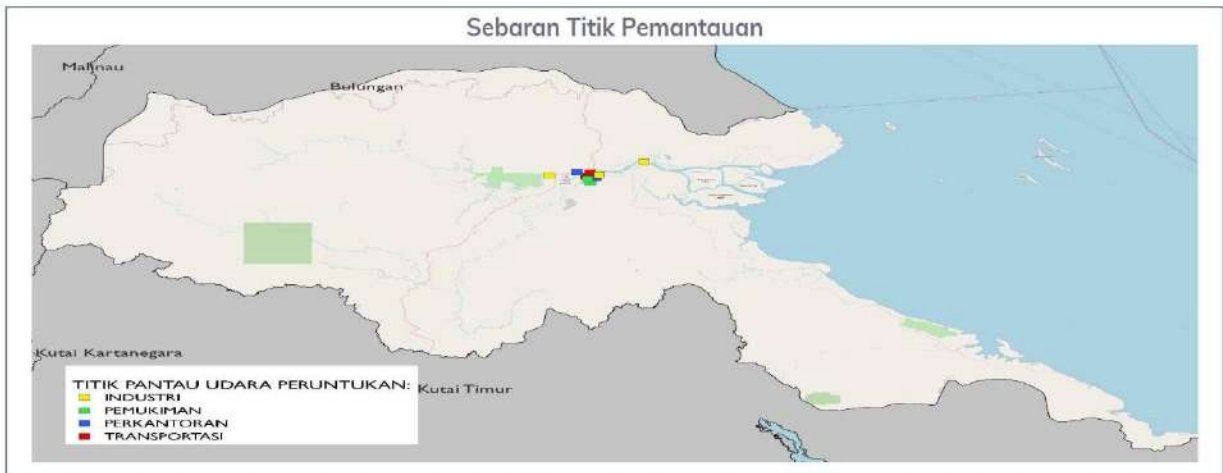 Sebaran Titik Pemantauan
Malinau
Bulungan
Kutai Kartanegara
Kutai Timur
TITIK PANTAU UDARA PERUNTUKAN:
INDUSTRI
PEMUKIMAN
PERKANTORAN
TRANSPORTASI